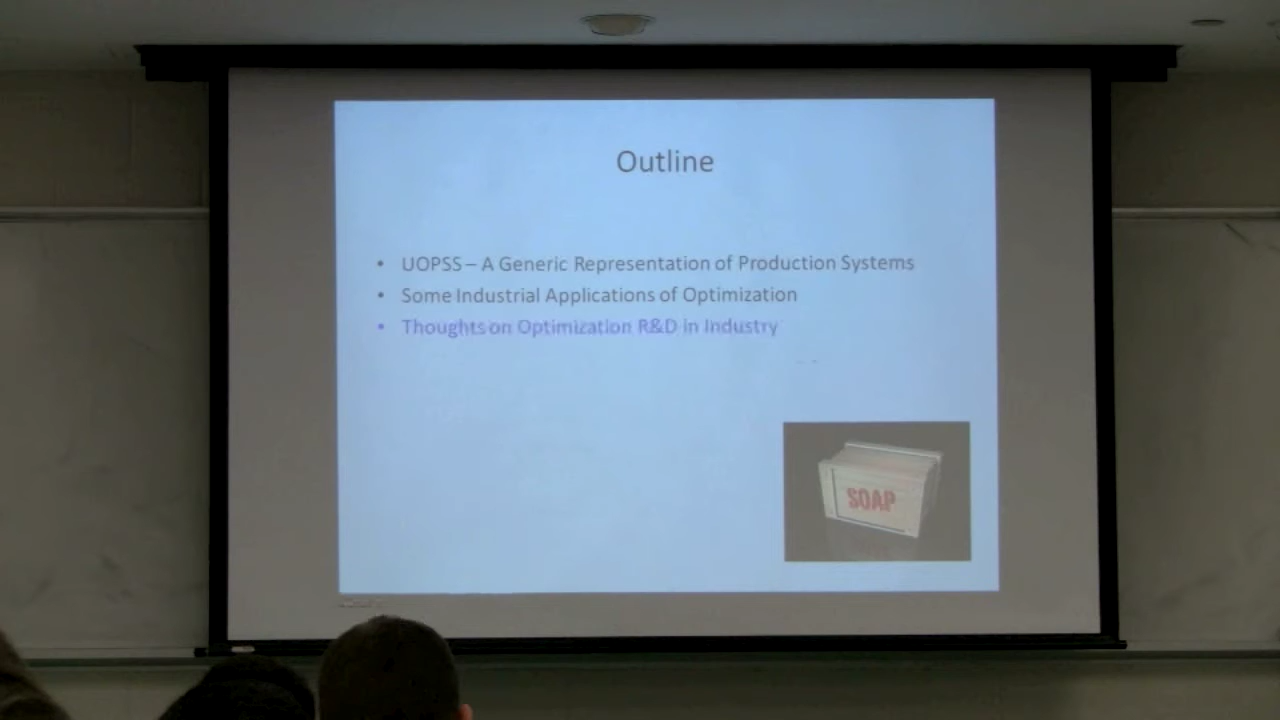 Outline
• UOPSS – A Generic Representation of Production Systems
• Some Industrial Applications of Optimization
• Thoughts on Optimization R&D in Industry
SOAP